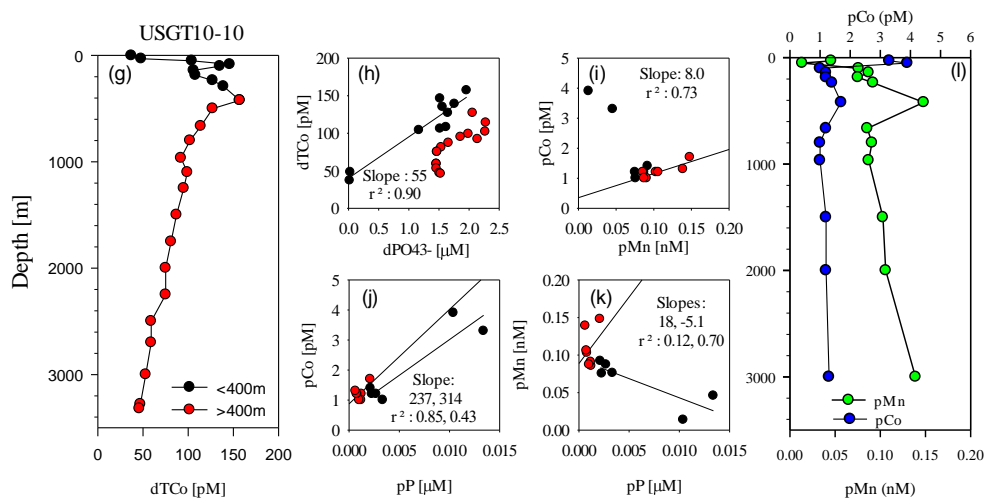 USGT10-10
(g)
0
1000
2000
3000
Depth [m]
<400m
>400m
0 50 100 150 200
dTCo [pM]
(h)
200
150
100
50
0
dTCo [pM]
Slope : 55
r² : 0.90
0.0 0.5 1.0 1.5 2.0 2.5
dPO43- [µM]
(i)
5
4
3
2
1
0
pCo [pM]
Slope: 8.0
r² : 0.73
0.00 0.05 0.10 0.15 0.20
pMn [nM]
(j)
5
4
3
2
1
0
pCo [pM]
Slope:
237, 314
r² : 0.85, 0.43
0.000 0.005 0.010 0.015
pP [µM]
(k)
0.20
0.15
0.10
0.05
0.00
pMn [nM]
Slopes:
18, -5.1
r² : 0.12, 0.70
0.000 0.005 0.010 0.015
pP [µM]
pCo (pM)
0 1 2 3 4 5 6
(l)
0
1000
2000
3000
pMn
pCo
0.00 0.05 0.10 0.15 0.20
pMn (nM)